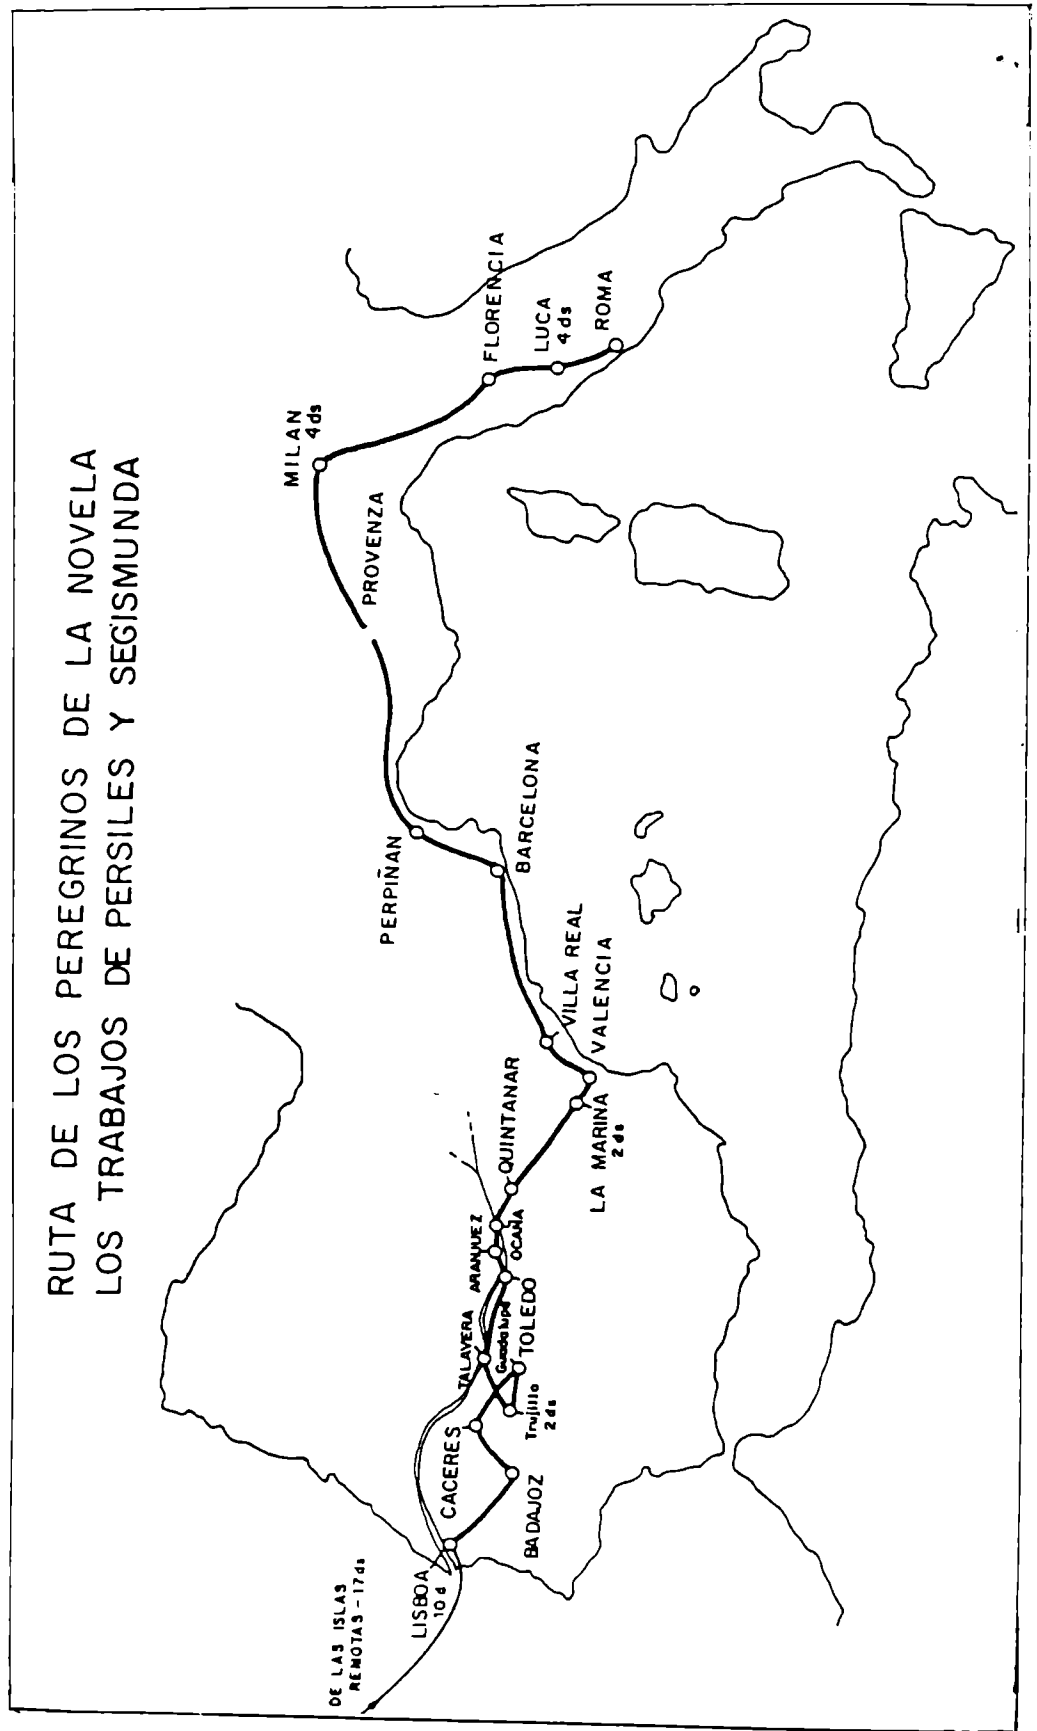 RUTA DE LOS PEREGRINOS DE LA NOVELA
LOS TRABAJOS DE PERSILES Y SEGISMUNDA
DE LAS ISLAS
REMOTAS - 17 ds
LISBOA
10 d
BADAJOZ
CACERES
Trujillo
2 ds
Guadalupe
TALAVERA
TOLEDO
ARANJUEZ
OCAÑA
QUINTANAR
LA MARINA
2 ds
VALENCIA
VILLA REAL
BARCELONA
PERPIÑAN
PROVENZA
MILAN
4 ds
FLORENCIA
LUCA
4 ds
ROMA